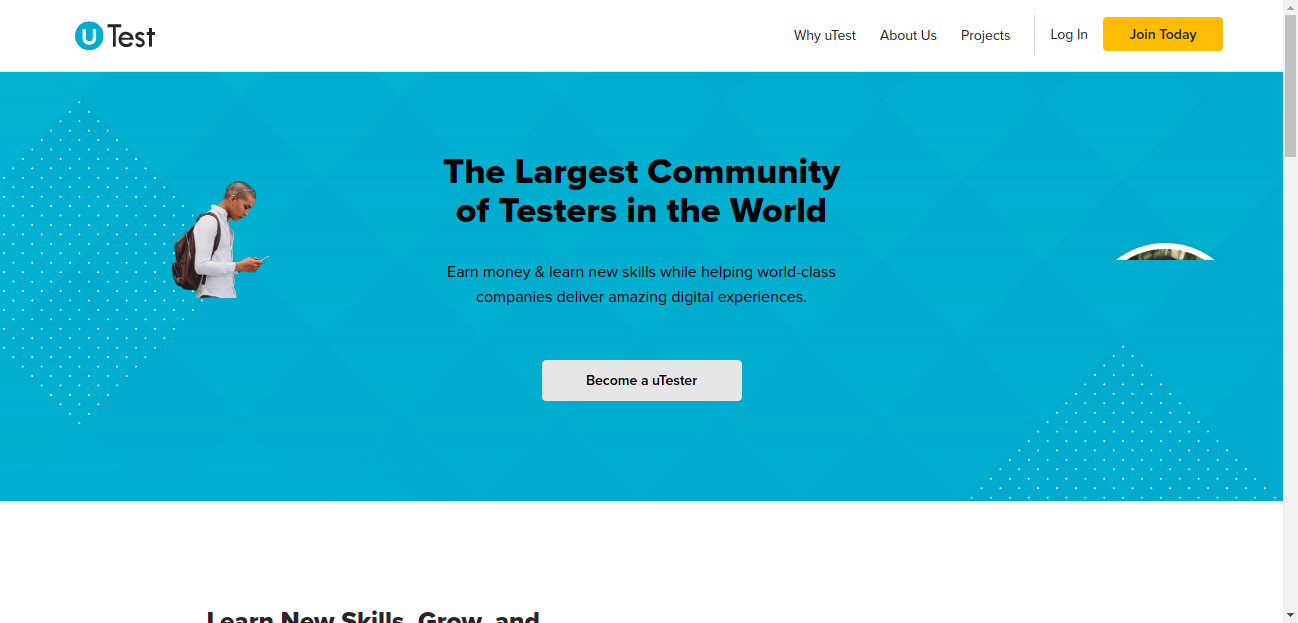 uTest
Why uTest
About Us
Projects
Log In
Join Today
The Largest Community
of Testers in the World
Earn money & learn new skills while helping world-class
companies deliver amazing digital experiences.
Become a uTester
Learn New Skills, Grow, and